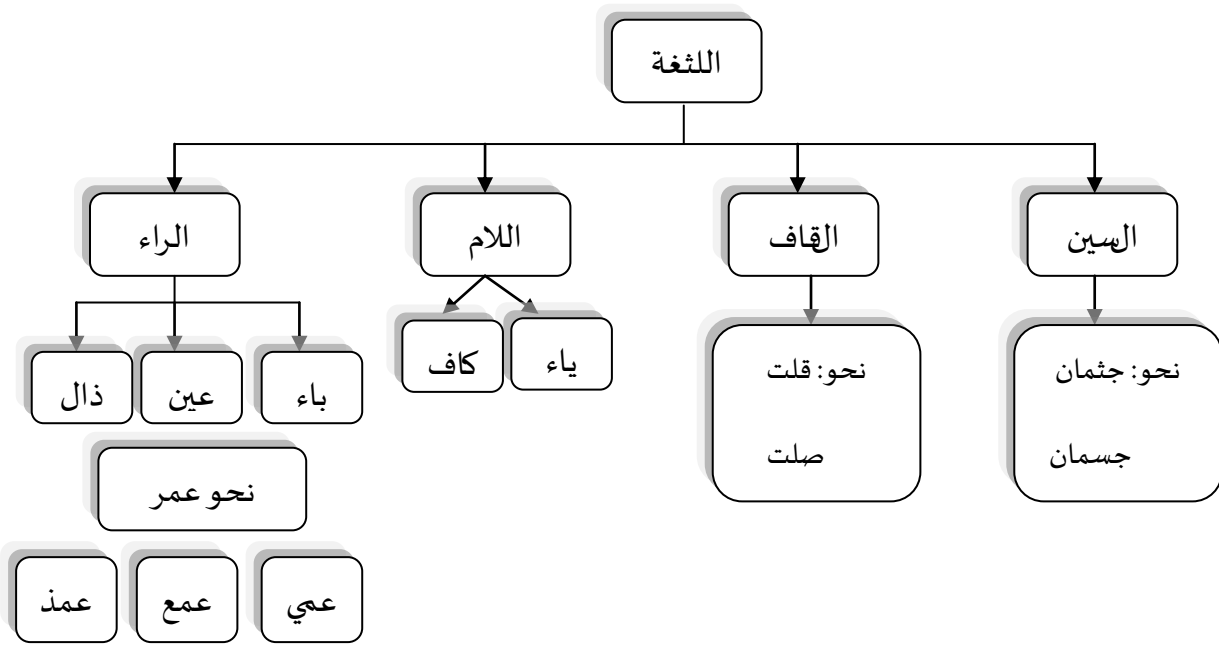 اللثغة
السين
القاف
اللام
الراء
نحو: جثمان
جسمان
نحو: قلت
صلت
ياء
كاف
باء
عين
ذال
نحو عمر
عمي
عمع
عمذ